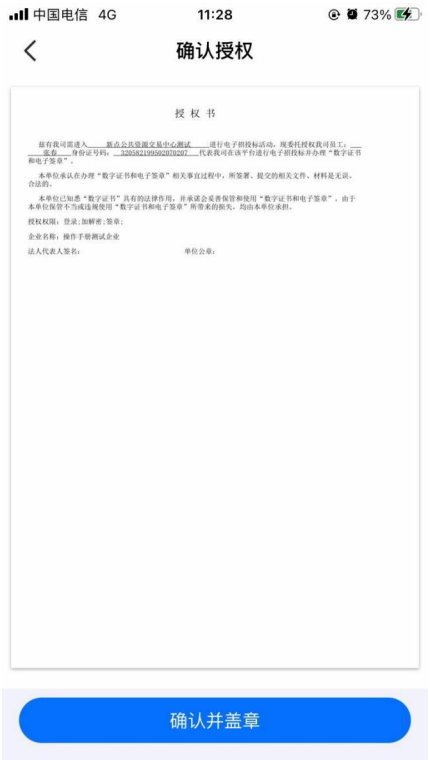 中国电信 4G 11:28 73%
确认授权
授 权 书
兹有我司需进入 新点公共资源交易中心测试 进行电子招投标活动，现委托授权我司员工：
张春 身份证号码： 320582199502070207 代表我司在该平台进行电子招投标并办理“数字证书
和电子签章”。
本单位承认在办理“数字证书和电子签章”相关事宜过程中，所签署、提交的相关文件、材料是无误、
合法的。
本单位已知悉“数字证书”具有的法律作用，并承诺会妥善保管和使用“数字证书和电子签章”。由于
本单位保管不当或违规使用“数字证书和电子签章”所带来的损失，均由本单位承担。
授权权限：登录;加解密;签章;
企业名称：操作手册测试企业
法人代表人签名： 单位公章：
确认并盖章